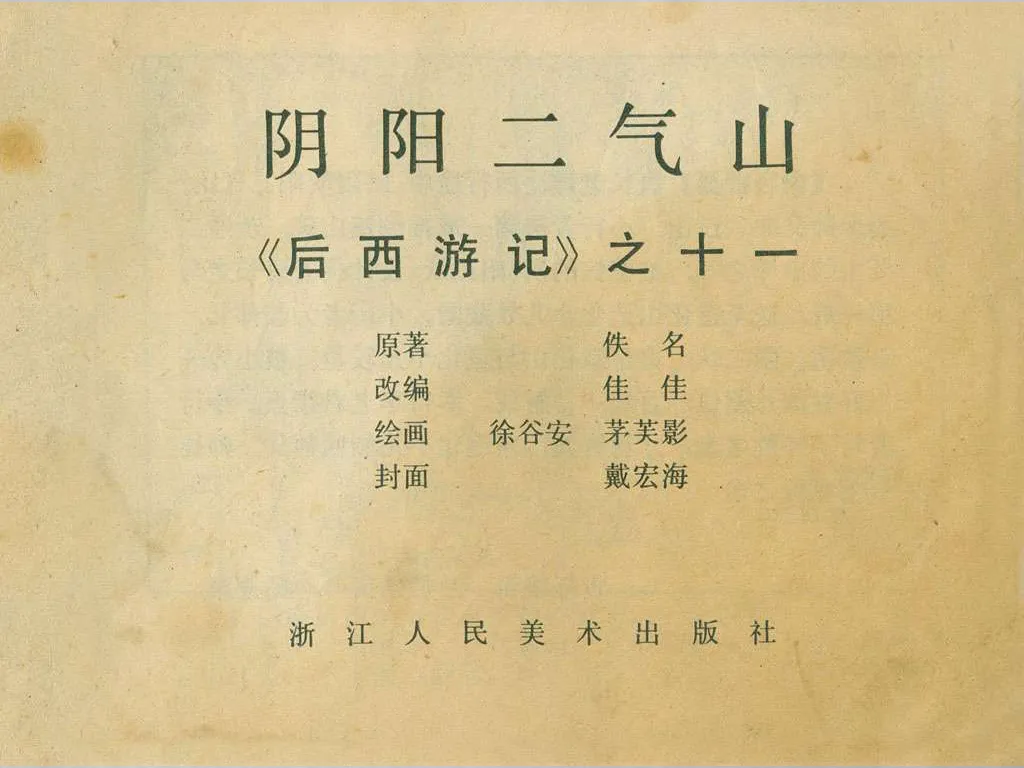 阴阳二气山
《后西游记》之十一
原著 佚名
改编 佳佳
绘画 徐谷安 茅芙影
封面 戴宏海
浙江人民美术出版社